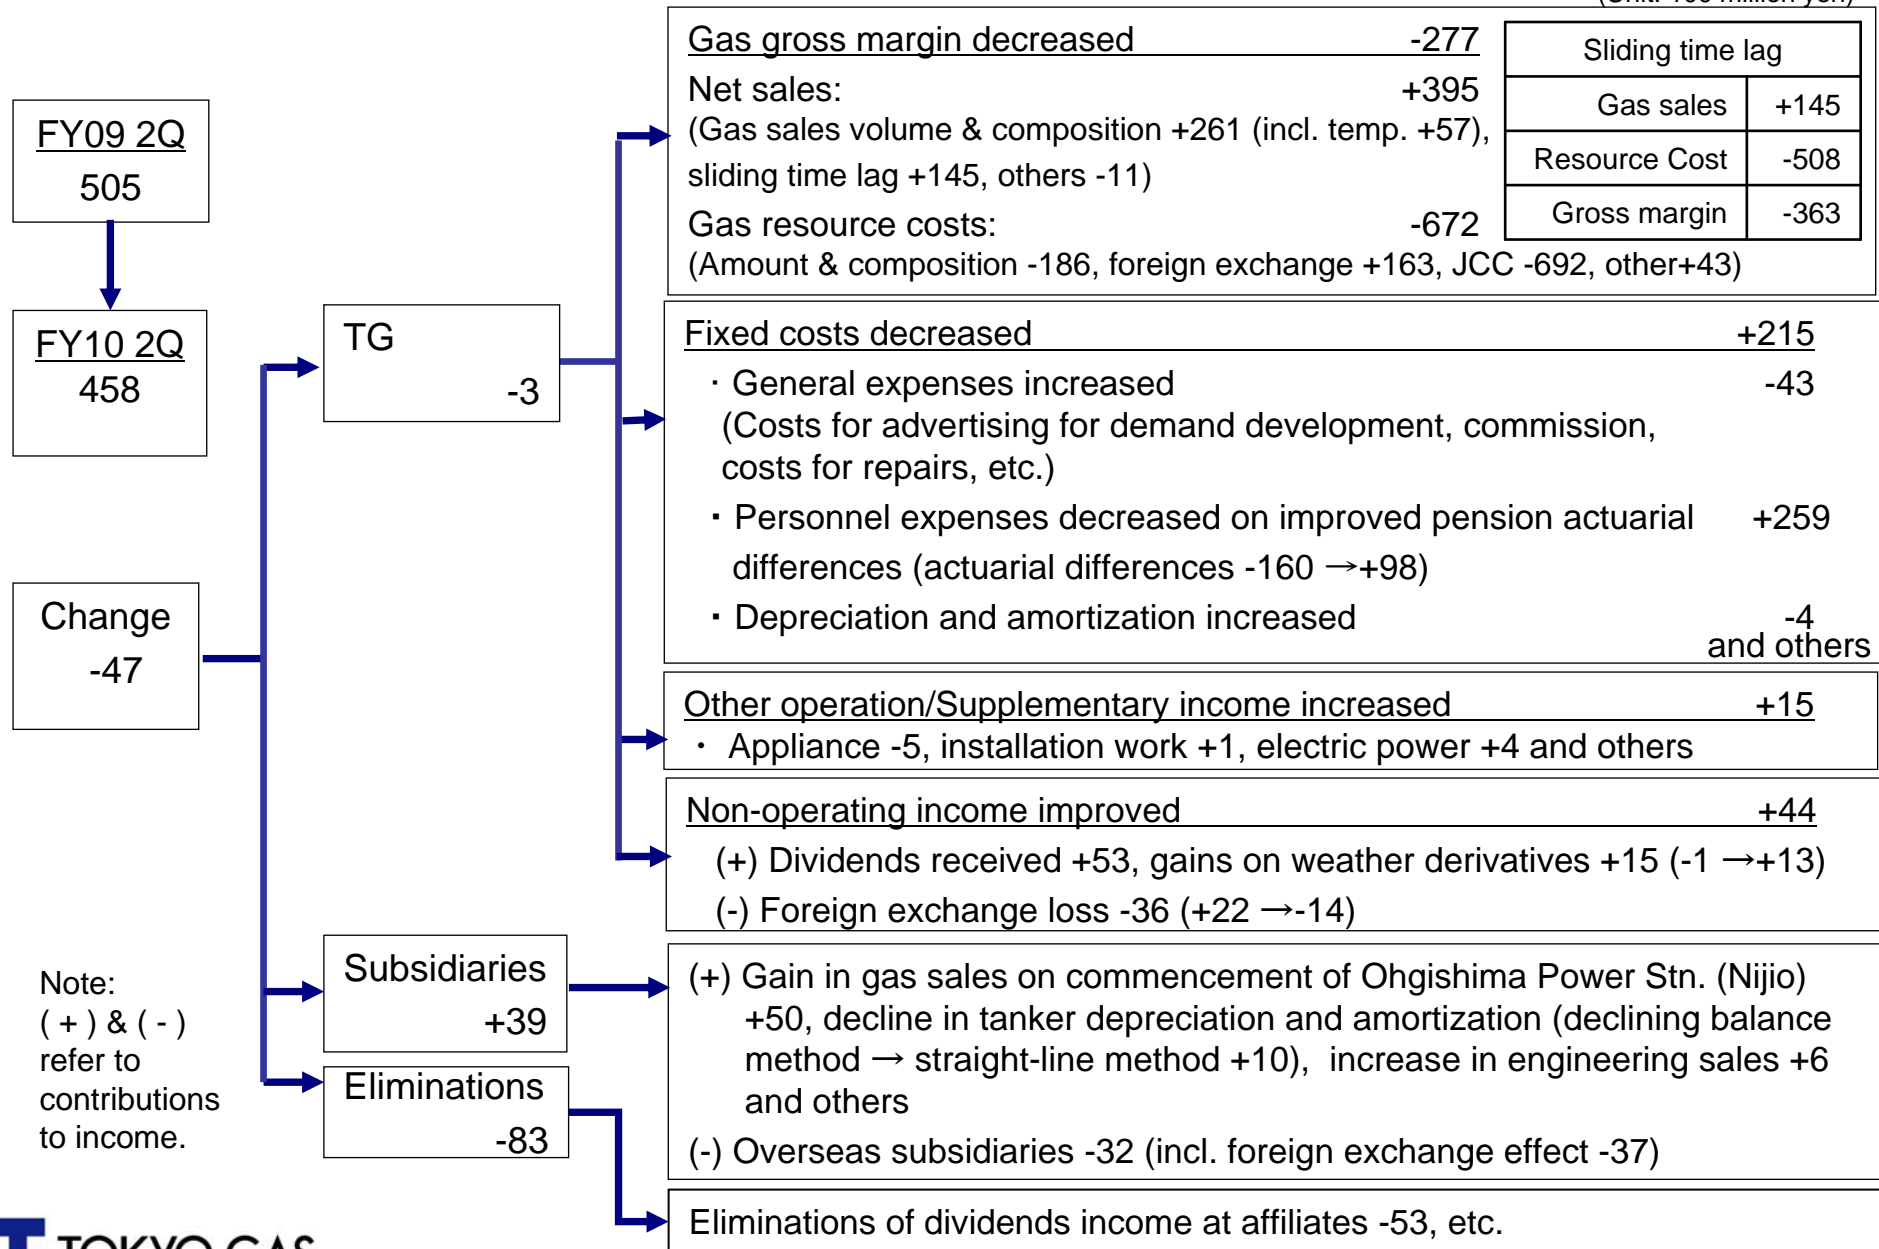 (Unit: 100 million yen)
FY09 2Q
505
FY10 2Q
458
Change
-47
Note:
( + ) & ( - )
refer to
contributions
to income.
TG
-3
Subsidiaries
+39
Eliminations
-83
Gas gross margin decreased -277
Net sales: +395
(Gas sales volume & composition +261 (incl. temp. +57),
sliding time lag +145, others -11)
Gas resource costs: -672
(Amount & composition -186, foreign exchange +163, JCC -692, other+43)
Sliding time lag
Gas sales +145
Resource Cost -508
Gross margin -363
Fixed costs decreased +215
・General expenses increased -43
(Costs for advertising for demand development, commission,
costs for repairs, etc.)
・Personnel expenses decreased on improved pension actuarial +259
differences (actuarial differences -160 →+98)
・Depreciation and amortization increased -4
and others
Other operation/Supplementary income increased +15
・ Appliance -5, installation work +1, electric power +4 and others
Non-operating income improved +44
(+) Dividends received +53, gains on weather derivatives +15 (-1 →+13)
(-) Foreign exchange loss -36 (+22 →-14)
(+) Gain in gas sales on commencement of Ohgishima Power Stn. (Nijio)
+50, decline in tanker depreciation and amortization (declining balance
method → straight-line method +10), increase in engineering sales +6
and others
(-) Overseas subsidiaries -32 (incl. foreign exchange effect -37)
Eliminations of dividends income at affiliates -53, etc.
TOKYO GAS